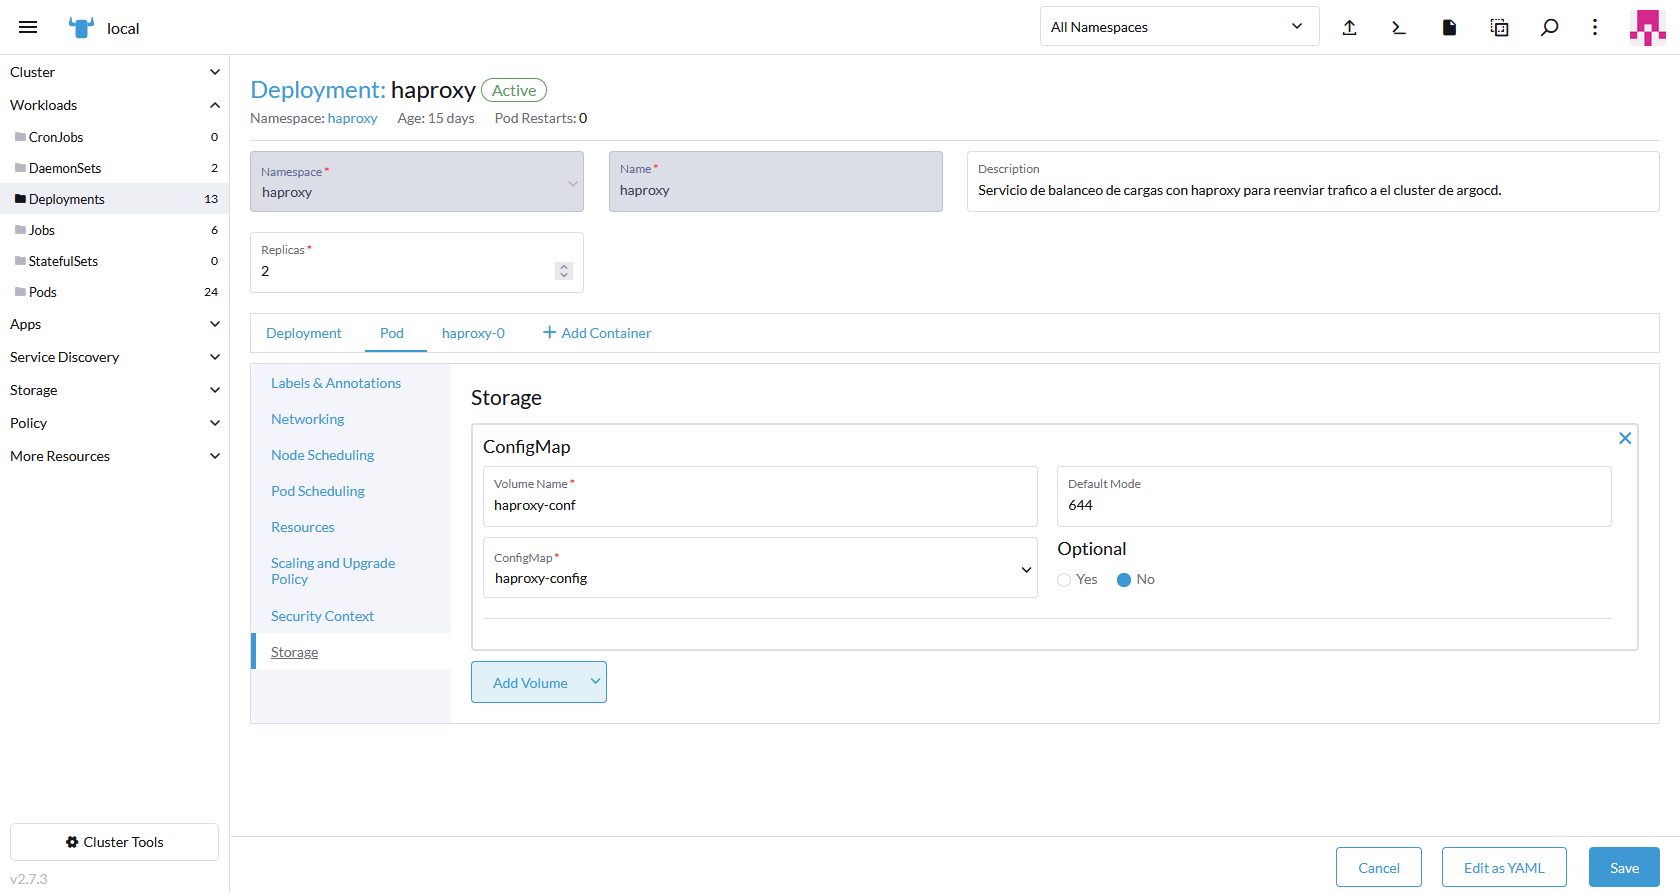 local
All Namespaces
Cluster
Workloads
CronJobs 0
DaemonSets 2
Deployments 13
Jobs 6
StatefulSets 0
Pods 24
Apps
Service Discovery
Storage
Policy
More Resources
Cluster Tools
v2.7.3
Deployment: haproxy Active
Namespace: haproxy Age: 15 days Pod Restarts: 0
Namespace *
haproxy
Name *
haproxy
Description
Servicio de balanceo de cargas con haproxy para reenviar trafico a el cluster de argocd.
Replicas *
2
Deployment Pod haproxy-0 + Add Container
Labels & Annotations
Networking
Node Scheduling
Pod Scheduling
Resources
Scaling and Upgrade
Policy
Security Context
Storage
Storage
ConfigMap
Volume Name *
haproxy-conf
Default Mode
644
ConfigMap *
haproxy-config
Optional
Yes No
Add Volume
Cancel Edit as YAML Save